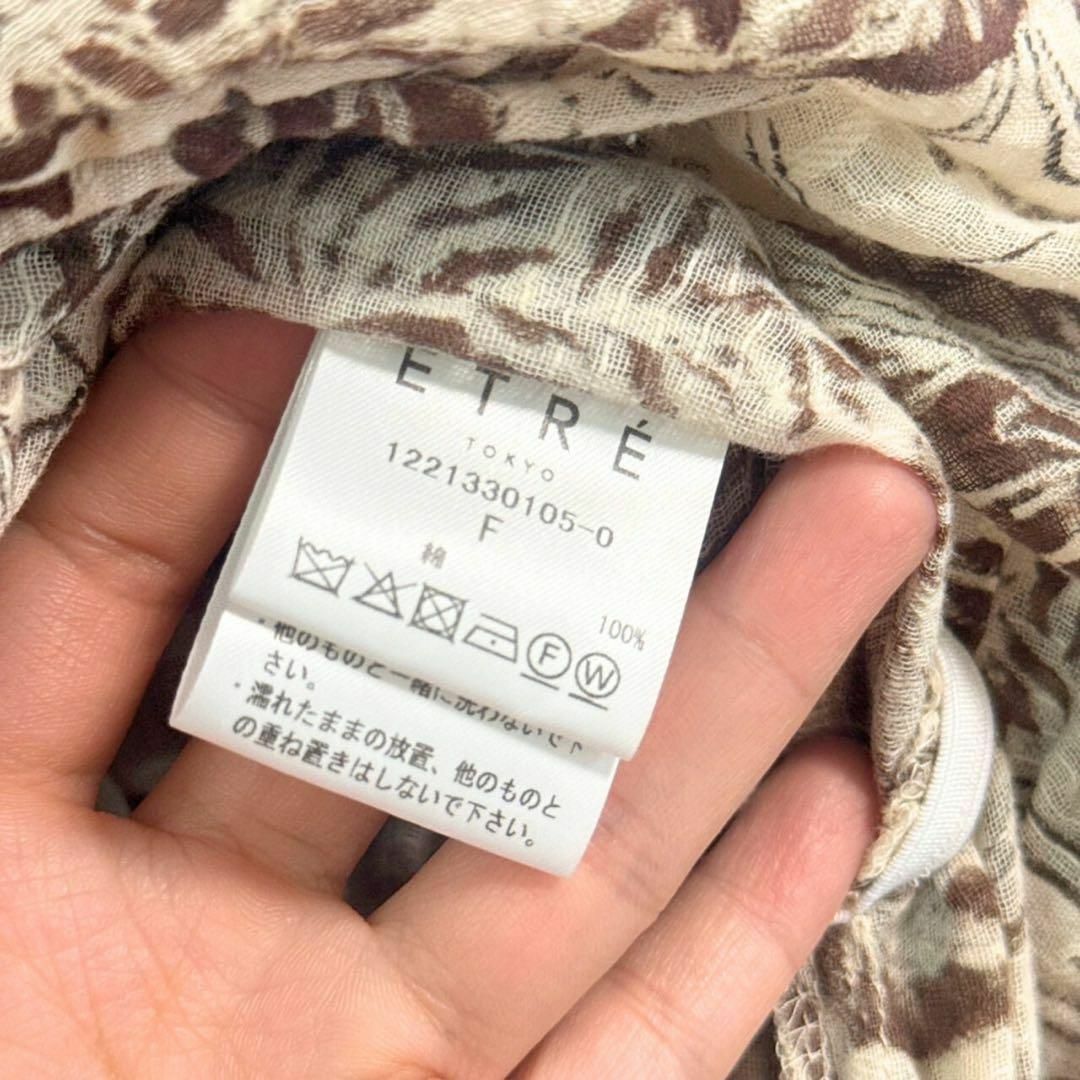 ETRÉ
TOKYO
1221330105-0
F
綿
100%
F W
・他のものと一緒に洗わないで下
さい。
・濡れたままの放置、他のものと
の重ね置きはしないで下さい。